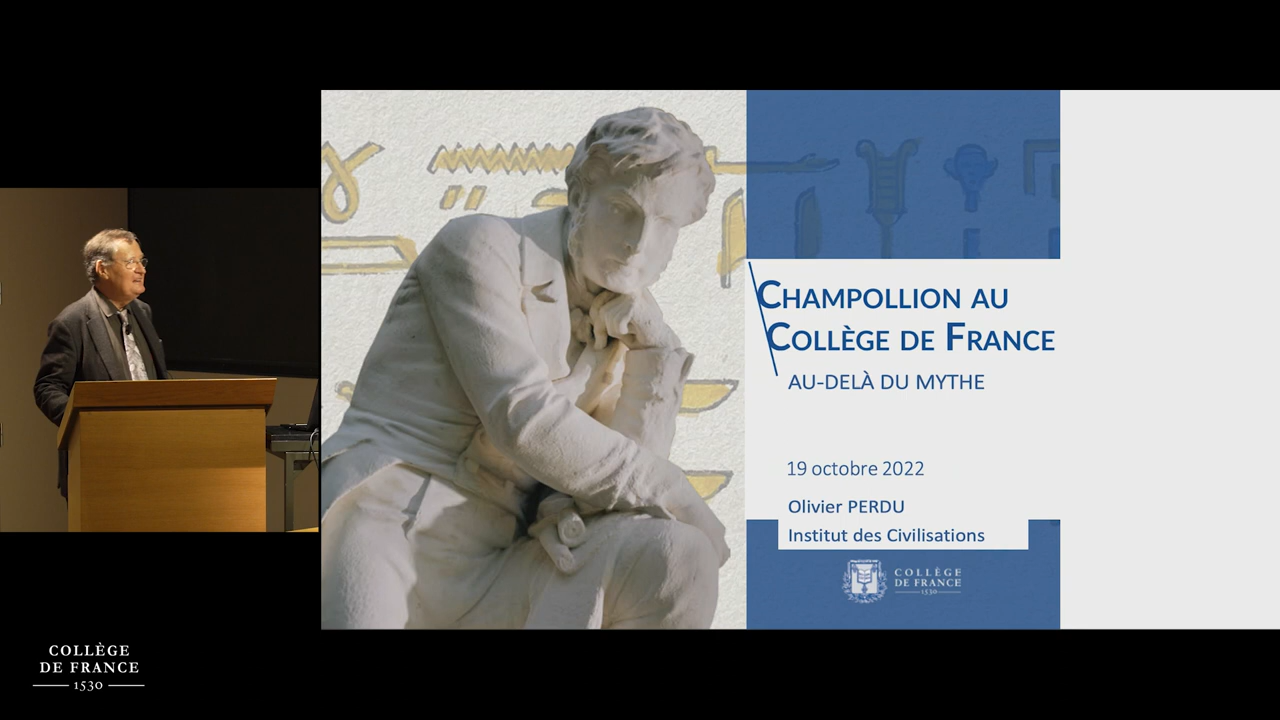 CHAMPOLLION AU
COLLÈGE DE FRANCE
AU-DELÀ DU MYTHE
19 octobre 2022
Olivier PERDU
Institut des Civilisations
COLLÈGE
DE FRANCE
1530
COLLÈGE
DE FRANCE
1530